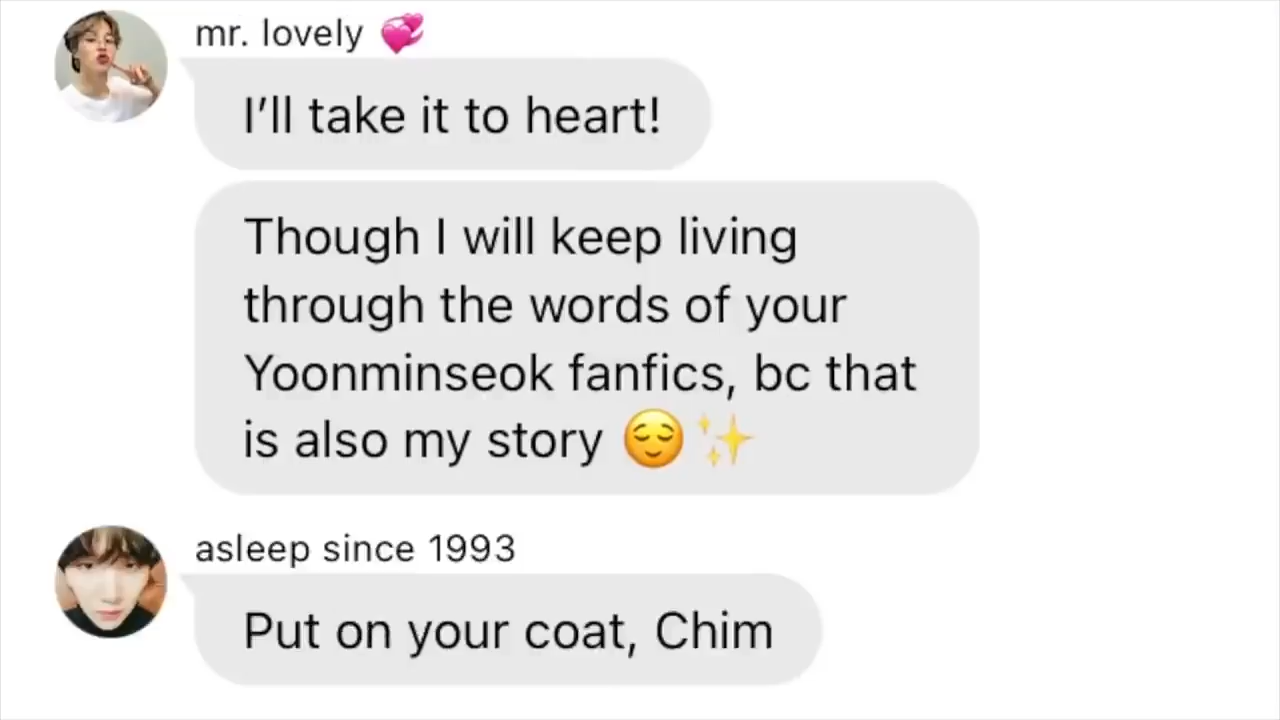 mr. lovely 💞
I’ll take it to heart!
Though I will keep living
through the words of your
Yoonminseok fanfics, bc that
is also my story 😌 ✨
asleep since 1993
Put on your coat, Chim